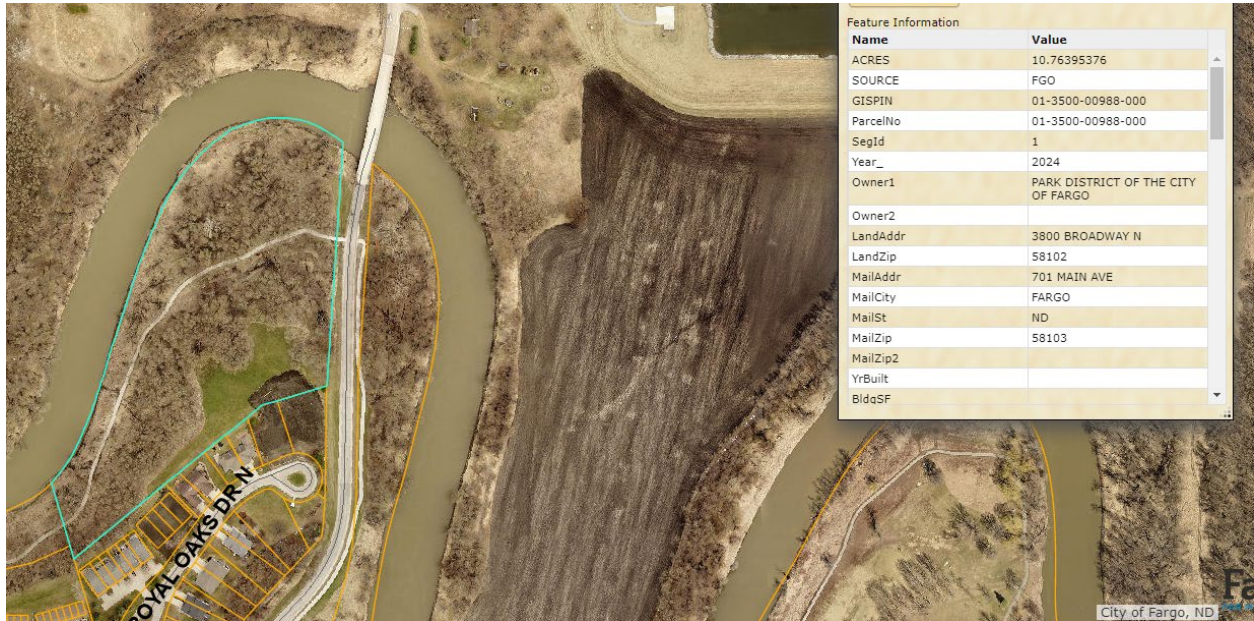 Feature Information
Name Value
ACRES 10.76395376
SOURCE FGO
GISPIN 01-3500-00988-000
ParcelNo 01-3500-00988-000
SegId 1
Year_ 2024
Owner1 PARK DISTRICT OF THE CITY
OF FARGO
Owner2
LandAddr 3800 BROADWAY N
LandZip 58102
MailAddr 701 MAIN AVE
MailCity FARGO
MailSt ND
MailZip 58103
MailZip2
YrBuilt
BldgSF
ROYAL OAKS DR N
City of Fargo, ND